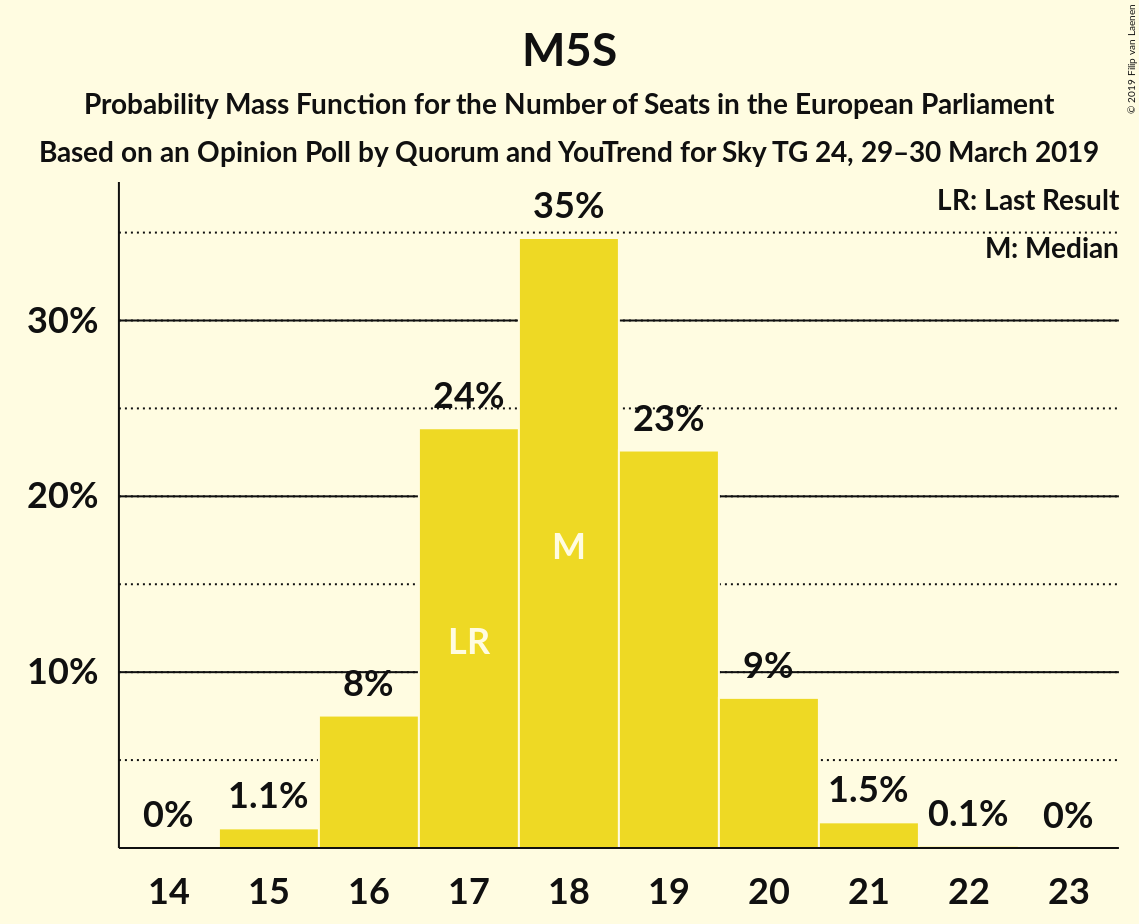 M5S
Probability Mass Function for the Number of Seats in the European Parliament
Based on an Opinion Poll by Quorum and YouTrend for Sky TG 24, 29–30 March 2019
© 2019 Filip van Laenen
LR: Last Result
M: Median
35%
30%
24%
23%
20%
M
LR
10%
8%
9%
0%
1.1%
1.5%
0.1%
0%
14 15 16 17 18 19 20 21 22 23